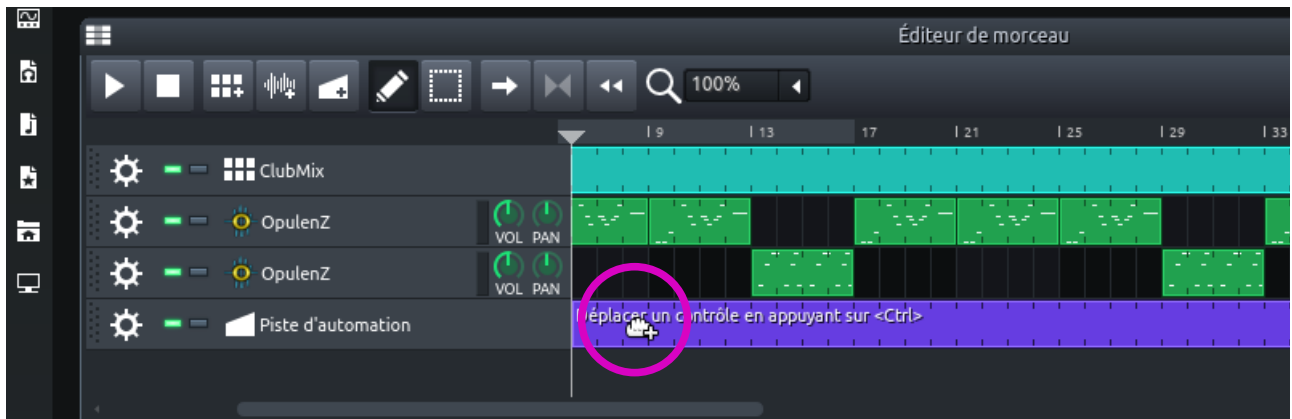 Éditeur de morceau
100%
9 13 17 21 25 29 33
ClubMix
OpulenZ
VOL PAN
OpulenZ
VOL PAN
Piste d'automation
Déplacer un contrôle en appuyant sur <Ctrl>